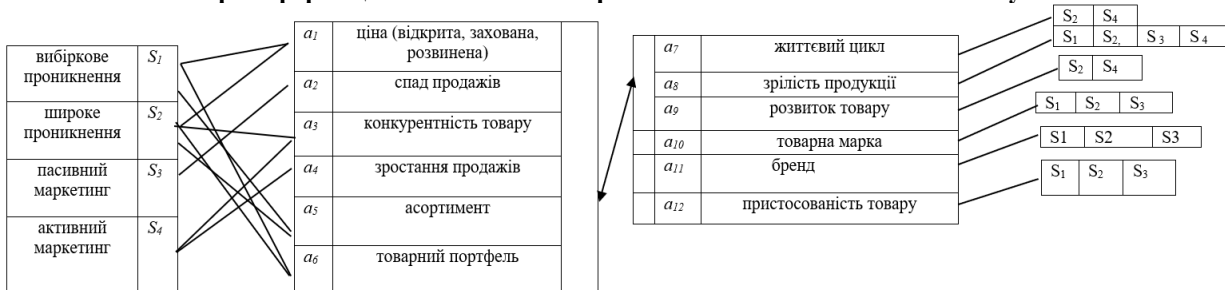 вибіркове
проникнення
S1
широке
проникнення
S2
пасивний
маркетинг
S3
активний
маркетинг
S4
a1
ціна (відкрита, захована,
розвинена)
a2
спад продажів
a3
конкурентність товару
a4
зростання продажів
a5
асортимент
a6
товарний портфель
a7
життєвий цикл
a8
зрілість продукції
a9
розвиток товару
a10
товарна марка
a11
бренд
a12
пристосованість товару
S2 S4
S1 S2, S3 S4
S2 S4
S1 S2 S3
S1 S2 S3
S1 S2 S3